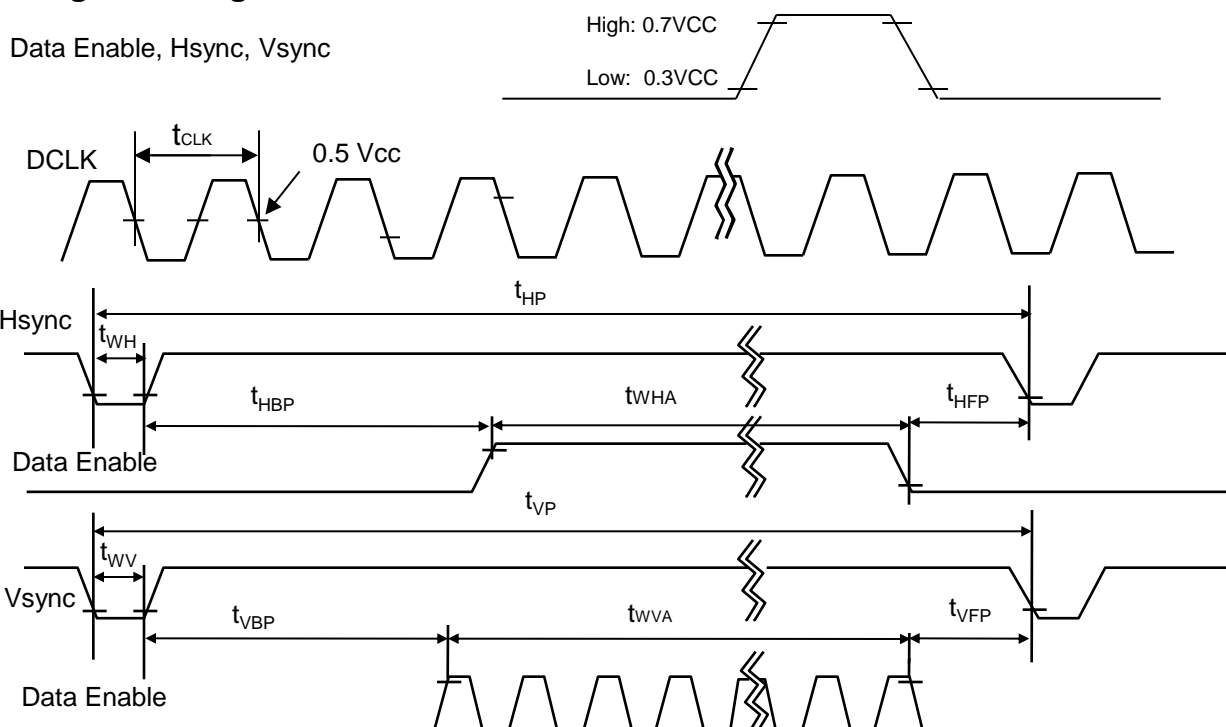 Data Enable, Hsync, Vsync
High: 0.7VCC
Low: 0.3VCC
DCLK
tCLK
0.5 Vcc
tHP
Hsync
tWH
tHBP
tWHA
tHFP
Data Enable
tVP
tWV
Vsync
tVBP
tWVA
tVFP
Data Enable